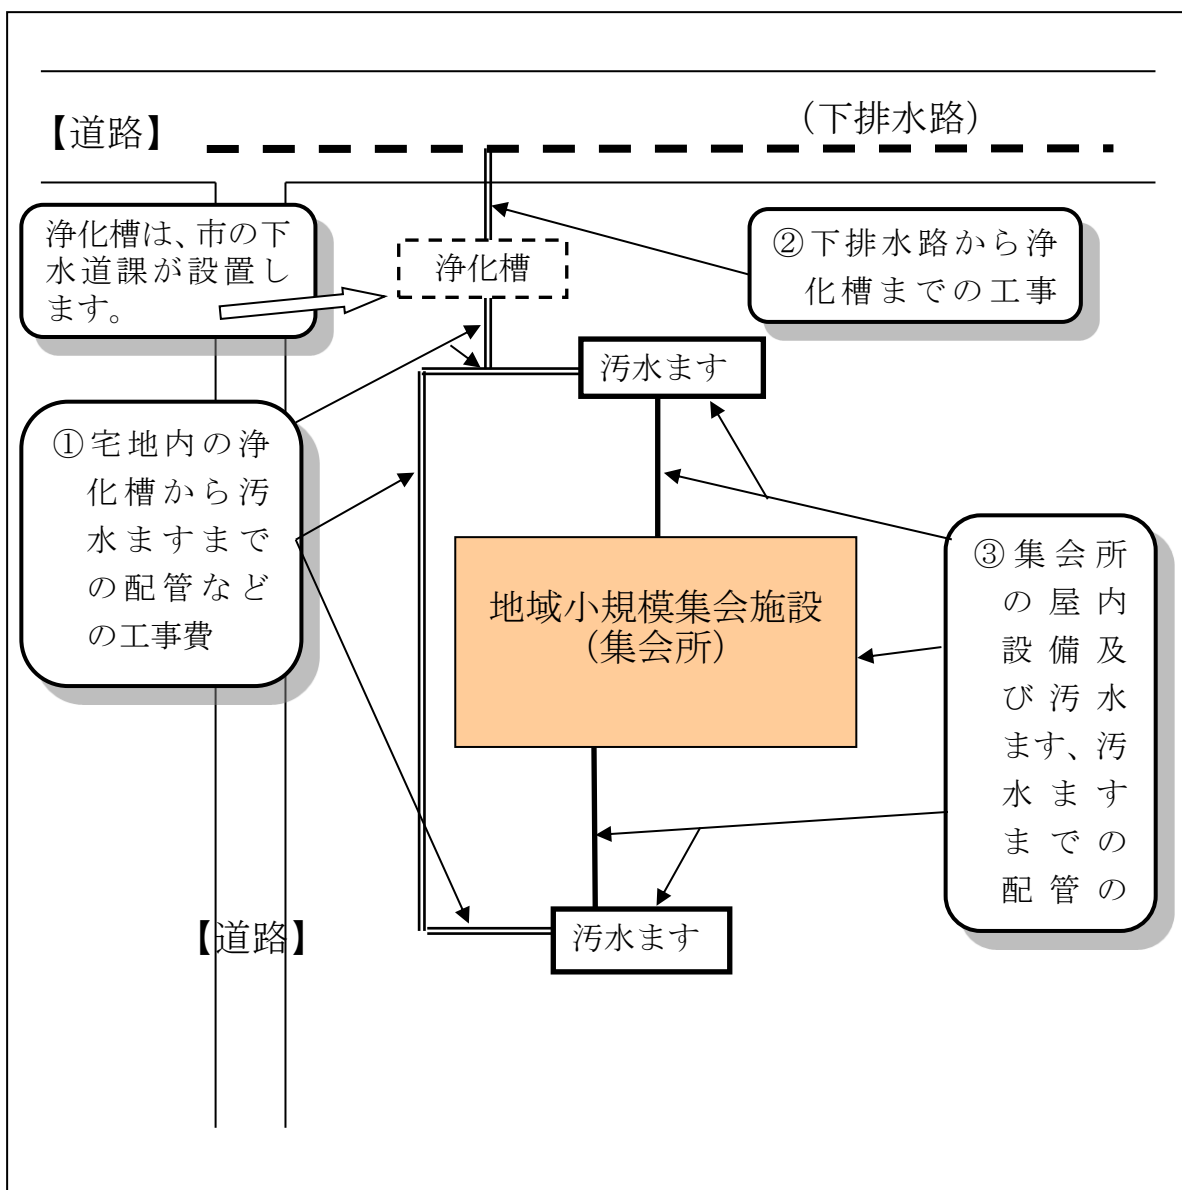 (下排水路)
【道路】
浄化槽は、市の下
水道課が設置し
ます。
浄化槽
②下排水路から浄
化槽までの工事
汚水ます
①宅地内の浄
化槽から汚
水ますまで
の配管など
の工事費
地域小規模集会施設
(集会所)
③集会所
の屋内
設備及
び汚水
ます、汚
水ます
までの
配管の
汚水ます
【道路】